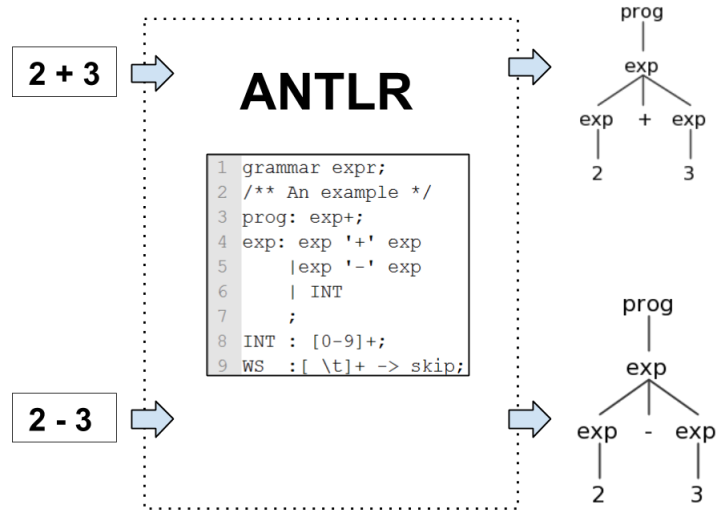 2 + 3
ANTLR
1 grammar expr;
2 /** An example */
3 prog: exp+;
4 exp: exp '+' exp
5 |exp '-' exp
6 | INT
7 ;
8 INT : [0-9]+;
9 WS :[ \t]+ -> skip;
2 - 3
prog
exp
exp + exp
2 3
prog
exp
exp - exp
2 3